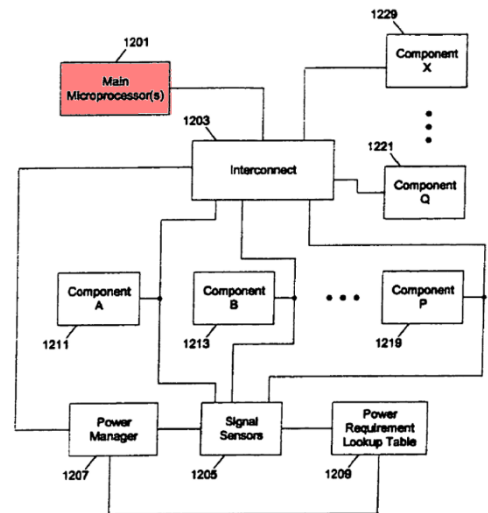 1229
Component
X
1201
Main
Microprocessor(s)
1203
Interconnect
1221
Component
Q
Component
A
1211
Component
B
1213
Component
P
1219
Power
Manager
1207
Signal
Sensors
1205
Power
Requirement
Lookup Table
1209